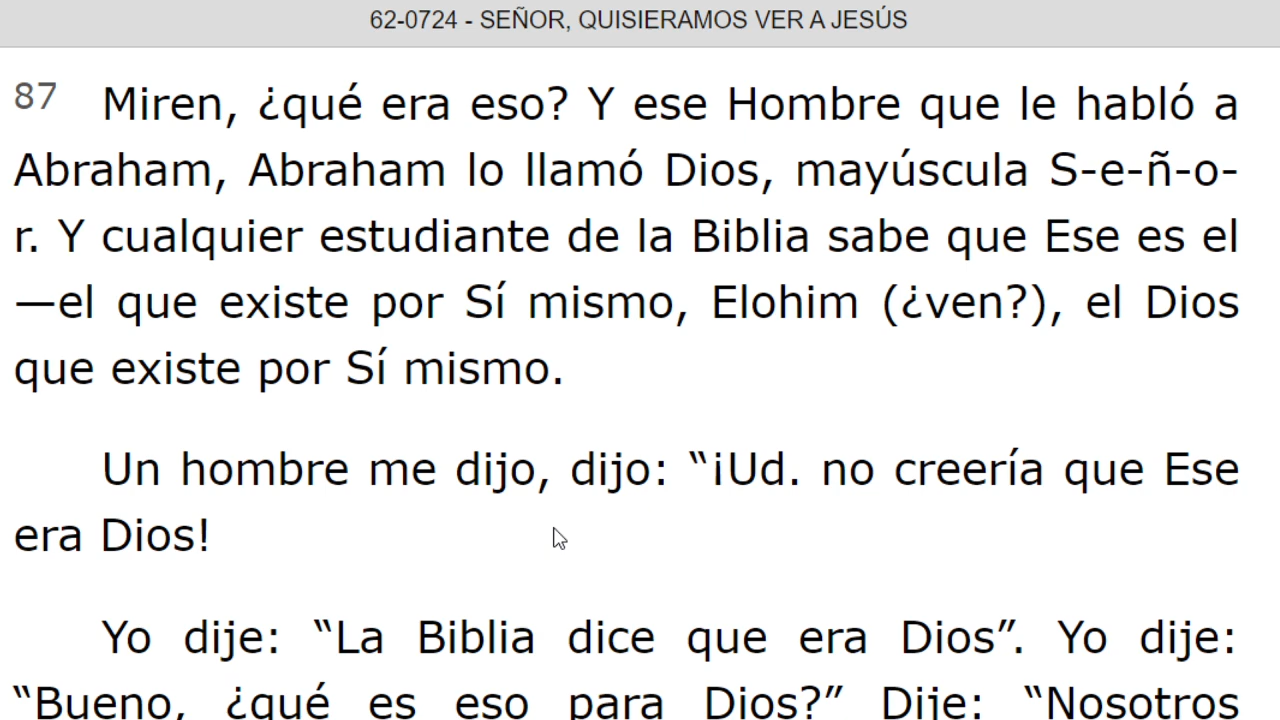 62-0724 - SEÑOR, QUISIERAMOS VER A JESÚS
87 Miren, ¿qué era eso? Y ese Hombre que le habló a
Abraham, Abraham lo llamó Dios, mayúscula S-e-ñ-o-
r. Y cualquier estudiante de la Biblia sabe que Ese es el
—el que existe por Sí mismo, Elohim (¿ven?), el Dios
que existe por Sí mismo.
Un hombre me dijo, dijo: “¡Ud. no creería que Ese
era Dios!
Yo dije: “La Biblia dice que era Dios”. Yo dije:
“Bueno, ¿qué es eso para Dios?” Dije: “Nosotros